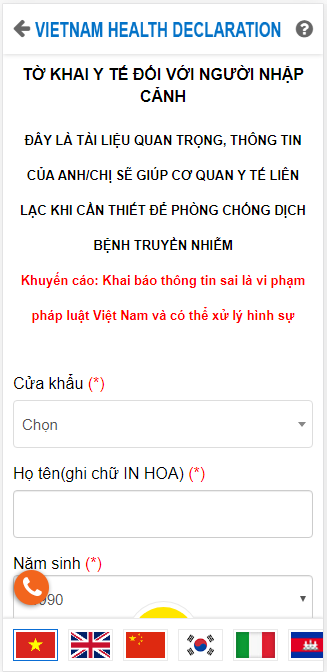 VIETNAM HEALTH DECLARATION
TỜ KHAI Y TẾ ĐỐI VỚI NGƯỜI NHẬP
CẢNH
ĐÂY LÀ TÀI LIỆU QUAN TRỌNG, THÔNG TIN
CỦA ANH/CHỊ SẼ GIÚP CƠ QUAN Y TẾ LIÊN
LẠC KHI CẦN THIẾT ĐỂ PHÒNG CHỐNG DỊCH
BỆNH TRUYỀN NHIỄM
Khuyến cáo: Khai báo thông tin sai là vi phạm
pháp luật Việt Nam và có thể xử lý hình sự
Cửa khẩu (*)
Chọn
Họ tên(ghi chữ IN HOA) (*)
Năm sinh (*)